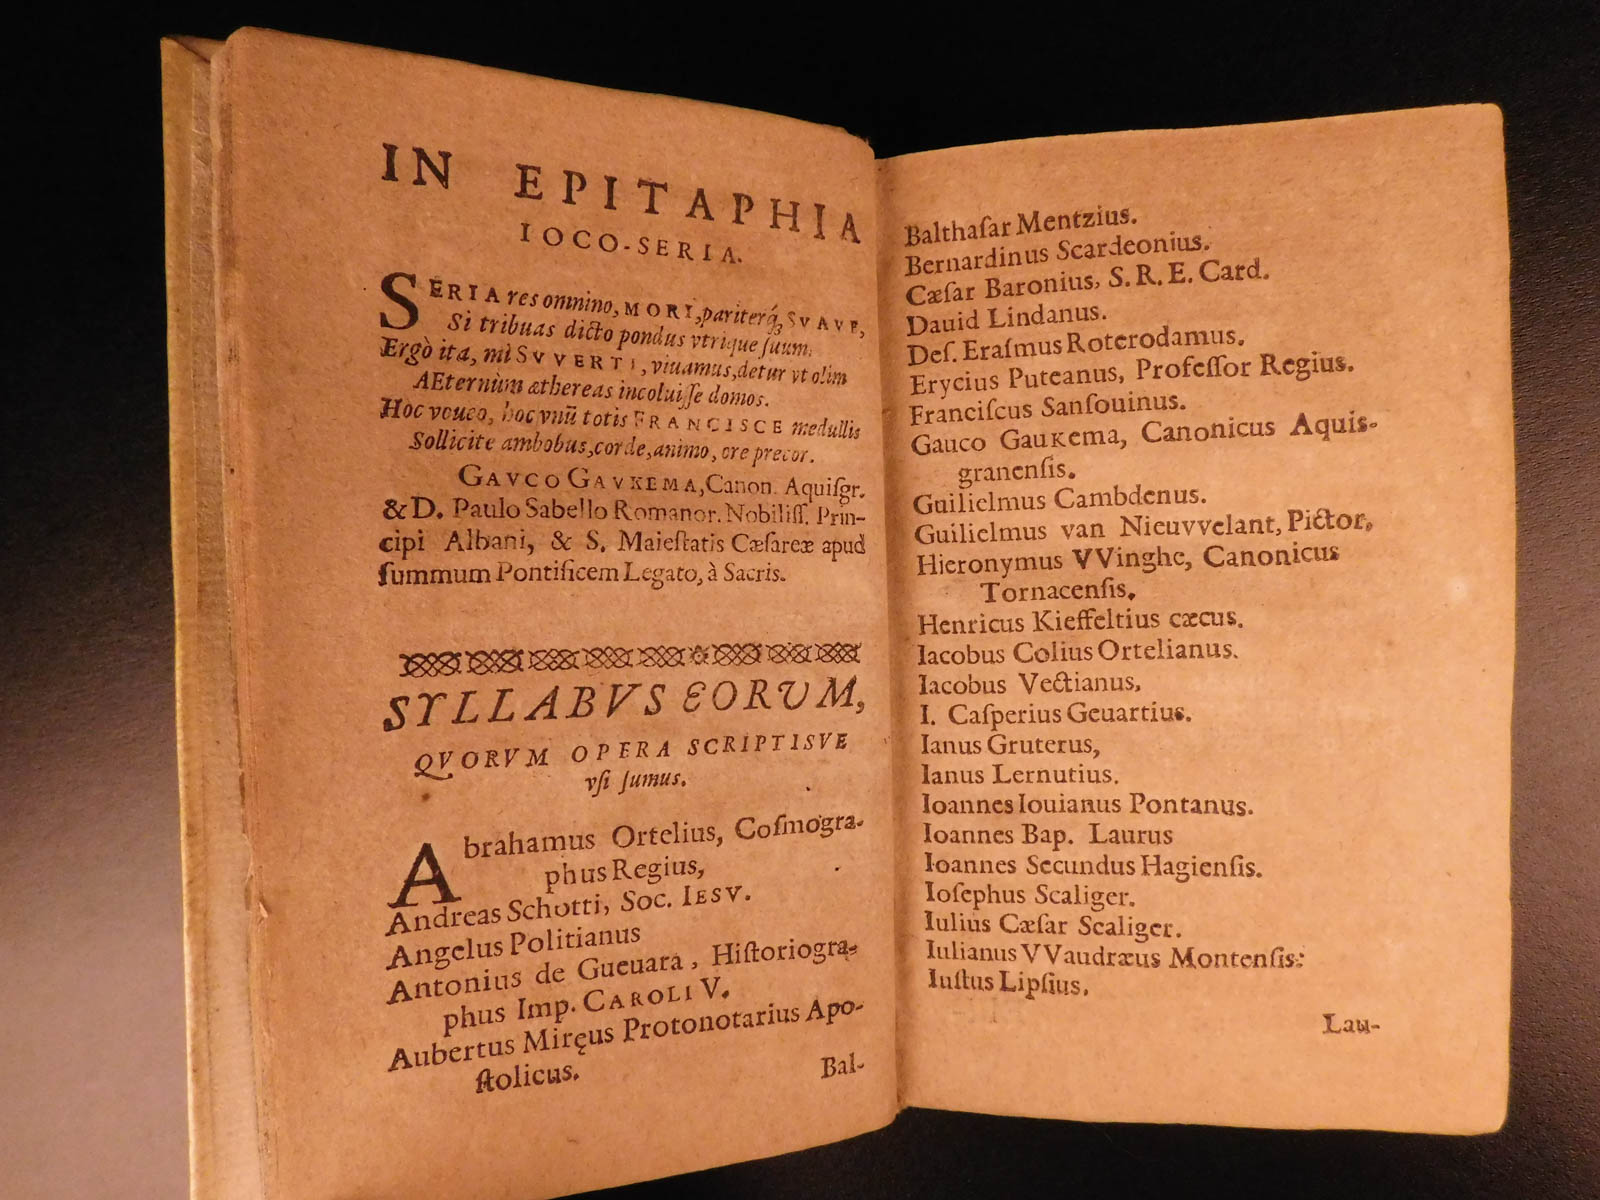 IN EPITAPHIA
IOCO-SERIA.
SERIA res omnino, MORI, pariterq́; SVAVE,
Si tribuas dicto pondus vtrique suum.
Ergò ita, mi SVVERTI, viuamus, detur vt olim
AEternùm æthereas incoluiſſe domos.
Hoc voueo, hoc vnū totis FRANCISCE medullis
Sollicite ambobus, corde, animo, ore precor.
GAVCO GAVKEMA, Canon. Aquiſgr.
& D. Paulo Sabello Romanor. Nobiliſſ. Prin-
cipi Albani, & S. Maieſtatis Cæſareæ apud
ſummum Pontificem Legato, à Sacris.
SYLLABVS EORVM,
QVORVM OPERA SCRIPTISVE
vſi ſumus.
Abrahamus Ortelius, Coſmogra-
phus Regius,
Andreas Schotti, Soc. IESV.
Angelus Politianus
Antonius de Gueuara, Hiſtoriogra-
phus Imp. CAROLI V.
Aubertus Miręus Protonotarius Apo-
ſtolicus.
Bal-
Balthaſar Mentzius.
Bernardinus Scardeonius.
Cæſar Baronius, S. R. E. Card.
Dauid Lindanus.
Deſ. Eraſmus Roterodamus.
Erycius Puteanus, Profeſſor Regius.
Franciſcus Sanſouinus.
Gauco Gaukema, Canonicus Aquis-
granenſis.
Guilielmus Cambdenus.
Guilielmus van Nieuvvelant, Pictor,
Hieronymus VVinghe, Canonicus
Tornacenſis,
Henricus Kieffeltius cæcus.
Iacobus Colius Ortelianus.
Iacobus Vectianus,
I. Caſperius Geuartius.
Ianus Gruterus,
Ianus Lernutius.
Ioannes Iouianus Pontanus.
Ioannes Bap. Laurus
Ioannes Secundus Hagienſis.
Ioſephus Scaliger.
Iulius Cæſar Scaliger.
Iulianus VVaudræus Montenſis:
Iuſtus Lipſius.
Lau-